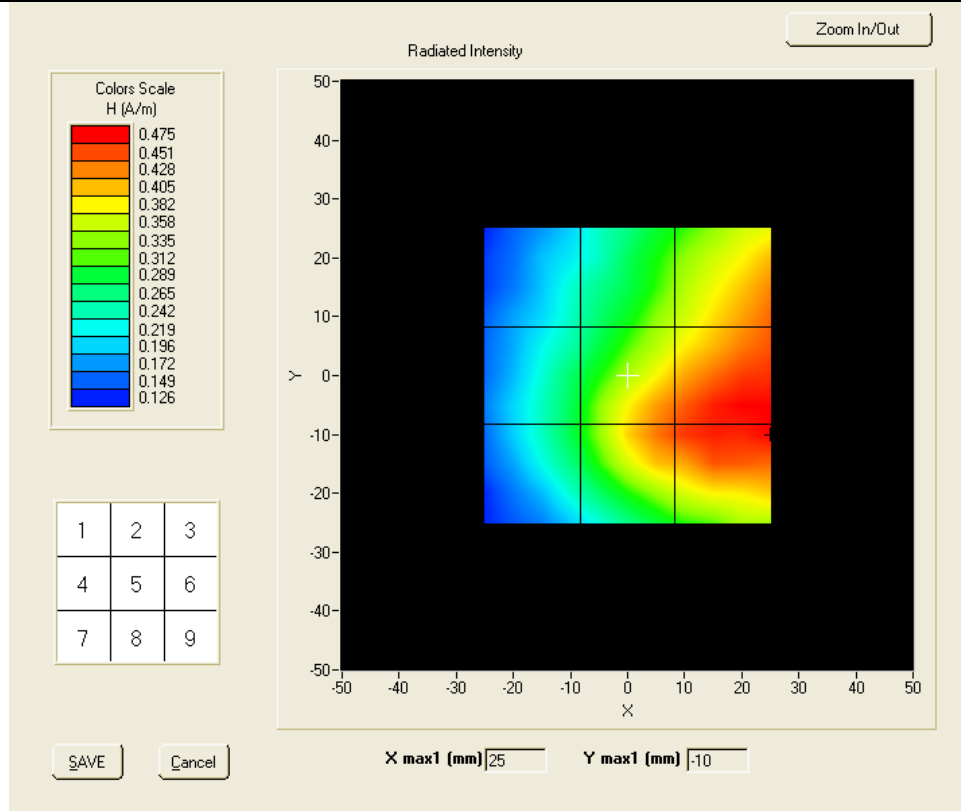 Zoom In/Out
Radiated Intensity
Colors Scale
H (A/m)
0.475
0.451
0.428
0.405
0.382
0.358
0.335
0.312
0.289
0.265
0.242
0.219
0.196
0.172
0.149
0.126
50
40
30
20
10
0
-10
-20
-30
-40
-50
Y
-50 -40 -30 -20 -10 0 10 20 30 40 50
X
1 2 3
4 5 6
7 8 9
SAVE Cancel
X max1 (mm) 25 Y max1 (mm) -10